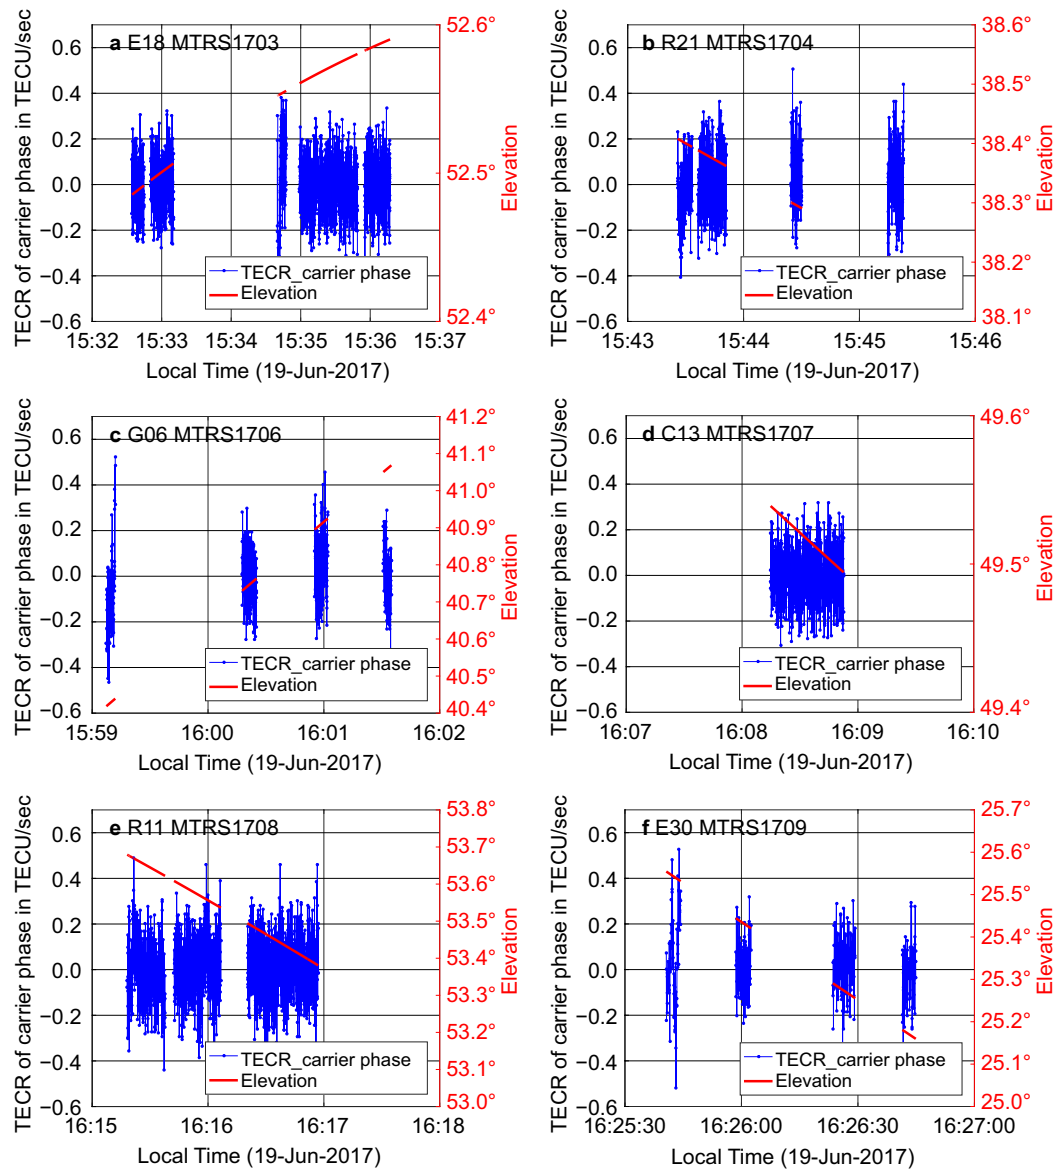 a E18 MTRS1703
TECR of carrier phase in TECU/sec
0.6
0.4
0.2
0.0
−0.2
−0.4
−0.6
52.6°
52.5°
52.4°
Elevation
TECR_carrier phase
Elevation
15:32 15:33 15:34 15:35 15:36 15:37
Local Time (19-Jun-2017)
b R21 MTRS1704
TECR of carrier phase in TECU/sec
0.6
0.4
0.2
0.0
−0.2
−0.4
−0.6
38.6°
38.5°
38.4°
38.3°
38.2°
38.1°
Elevation
TECR_carrier phase
Elevation
15:43 15:44 15:45 15:46
Local Time (19-Jun-2017)
c G06 MTRS1706
TECR of carrier phase in TECU/sec
0.6
0.4
0.2
0.0
−0.2
−0.4
−0.6
41.2°
41.1°
41.0°
40.9°
40.8°
40.7°
40.6°
40.5°
40.4°
Elevation
TECR_carrier phase
Elevation
15:59 16:00 16:01 16:02
Local Time (19-Jun-2017)
d C13 MTRS1707
TECR of carrier phase in TECU/sec
0.6
0.4
0.2
0.0
−0.2
−0.4
−0.6
49.6°
49.5°
49.4°
Elevation
TECR_carrier phase
Elevation
16:07 16:08 16:09 16:10
Local Time (19-Jun-2017)
e R11 MTRS1708
TECR of carrier phase in TECU/sec
0.6
0.4
0.2
0.0
−0.2
−0.4
−0.6
53.8°
53.7°
53.6°
53.5°
53.4°
53.3°
53.2°
53.1°
53.0°
Elevation
TECR_carrier phase
Elevation
16:15 16:16 16:17 16:18
Local Time (19-Jun-2017)
f E30 MTRS1709
TECR of carrier phase in TECU/sec
0.6
0.4
0.2
0.0
−0.2
−0.4
−0.6
25.7°
25.6°
25.5°
25.4°
25.3°
25.2°
25.1°
25.0°
Elevation
TECR_carrier phase
Elevation
16:25:30 16:26:00 16:26:30 16:27:00
Local Time (19-Jun-2017)